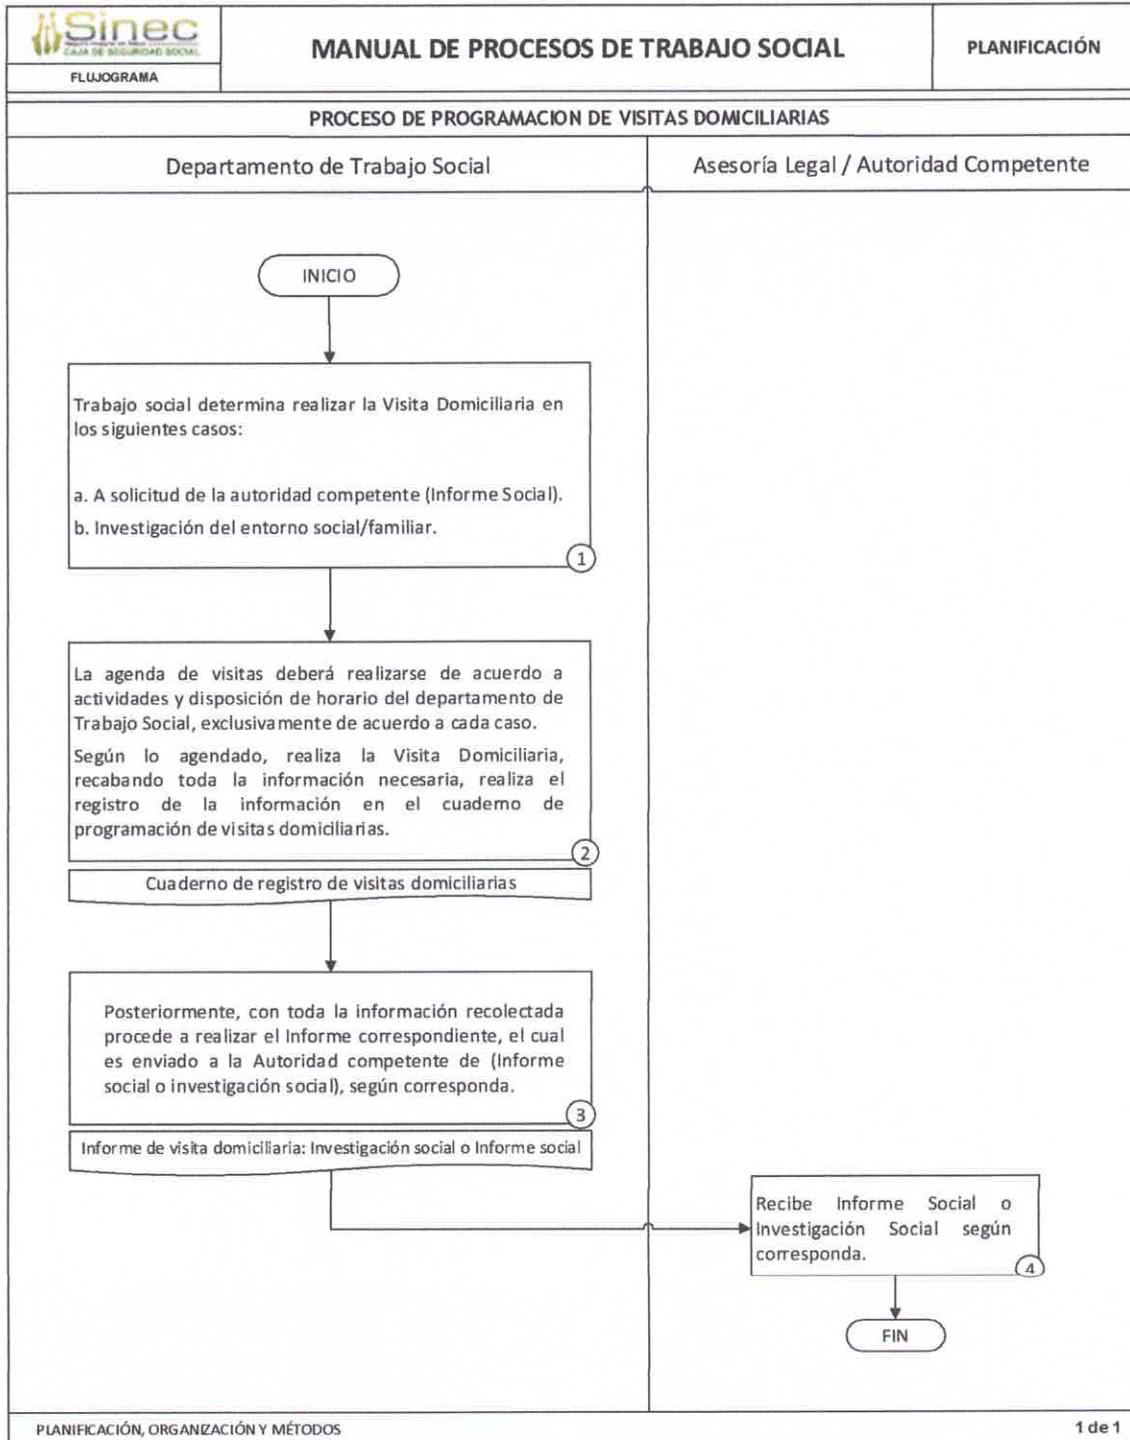 Sinec
CAJA DE SEGURIDAD SOCIAL
FLUJOGRAMA
MANUAL DE PROCESOS DE TRABAJO SOCIAL
PLANIFICACIÓN
PROCESO DE PROGRAMACION DE VISITAS DOMICILIARIAS
Departamento de Trabajo Social
Asesoría Legal / Autoridad Competente
INICIO
Trabajo social determina realizar la Visita Domiciliaria en
los siguientes casos:
a. A solicitud de la autoridad competente (Informe Social).
b. Investigación del entorno social/familiar.
1
La agenda de visitas deberá realizarse de acuerdo a
actividades y disposición de horario del departamento de
Trabajo Social, exclusivamente de acuerdo a cada caso.
Según lo agendado, realiza la Visita Domiciliaria,
recabando toda la información necesaria, realiza el
registro de la información en el cuaderno de
programación de visitas domiciliarias.
2
Cuaderno de registro de visitas domiciliarias
Posteriormente, con toda la información recolectada
procede a realizar el Informe correspondiente, el cual
es enviado a la Autoridad competente de (Informe
social o investigación social), según corresponda.
3
Informe de visita domiciliaria: Investigación social o Informe social
Recibe Informe Social o
Investigación Social según
corresponda.
4
FIN
PLANIFICACIÓN, ORGANIZACIÓN Y MÉTODOS
1 de 1